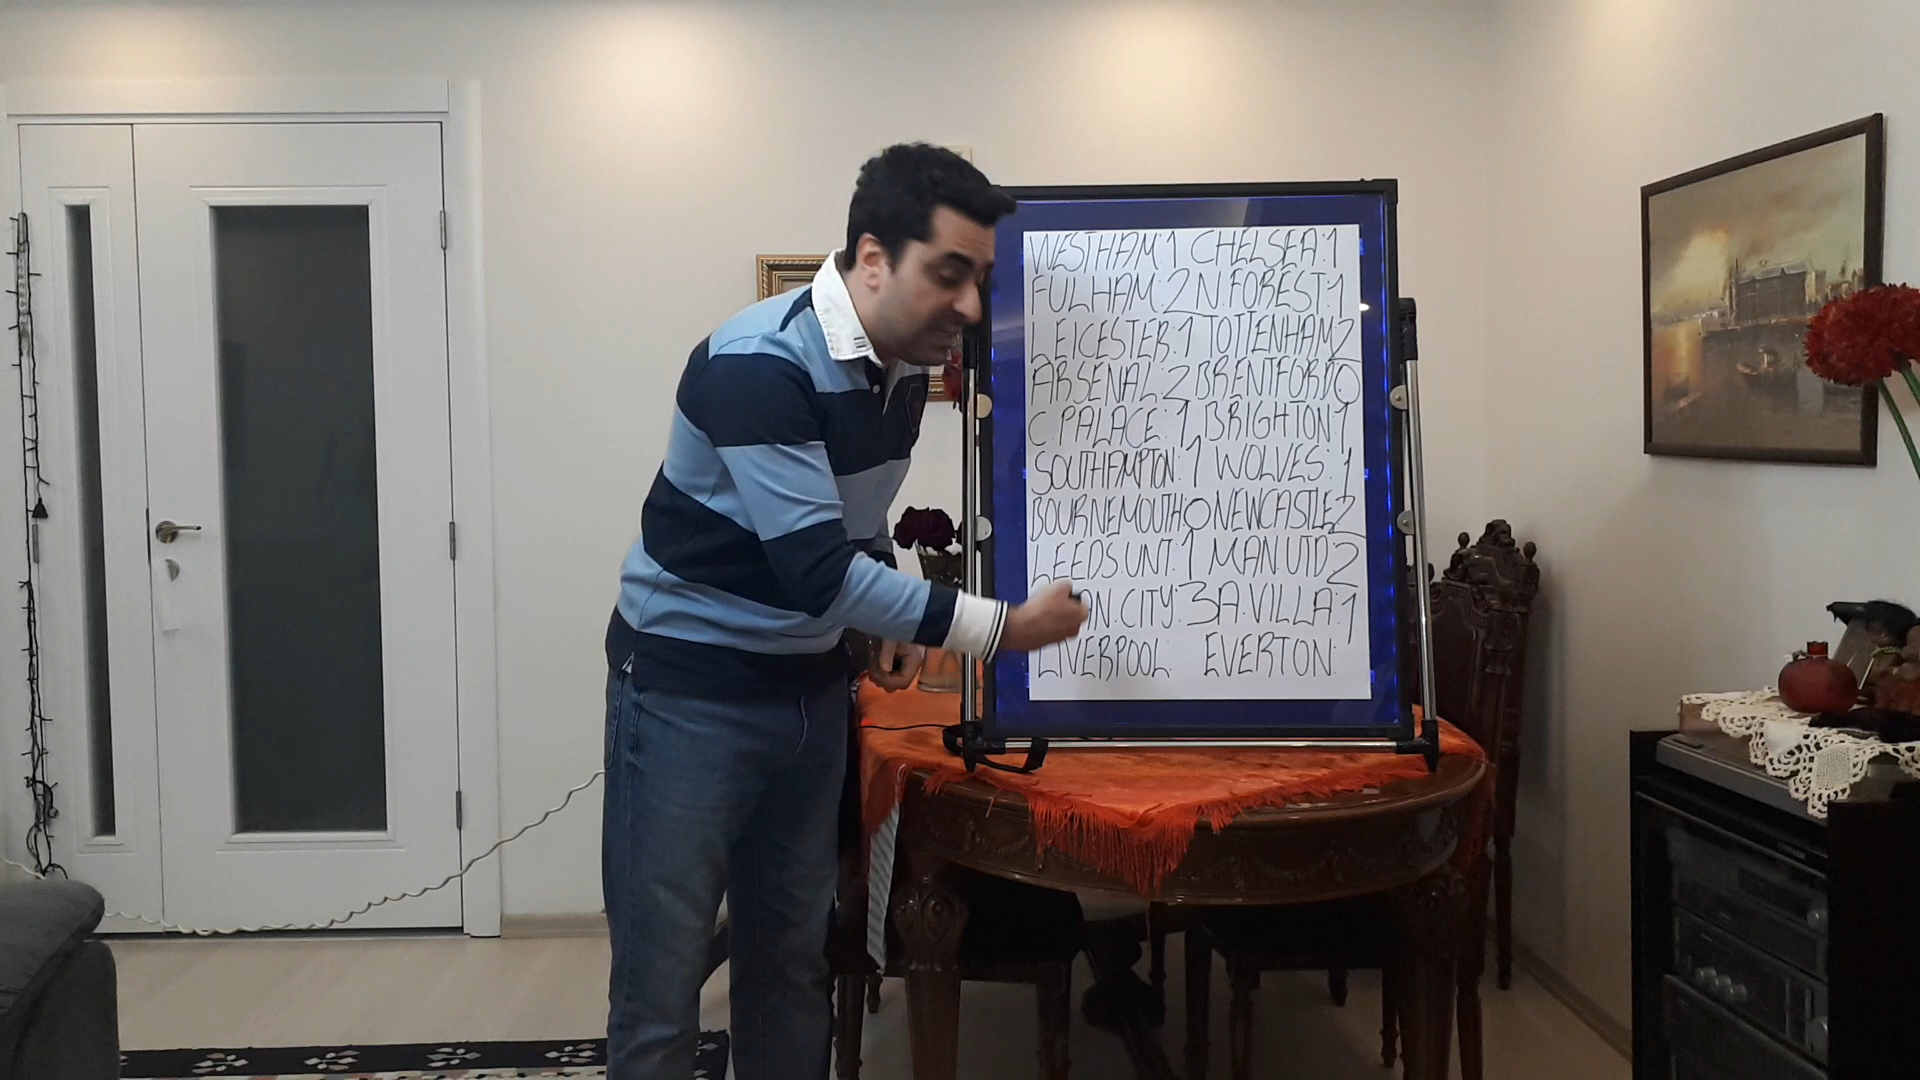 WESTHAM:1 CHELSEA:1
FULHAM:2 N.FOREST:1
LEICESTER:1 TOTTENHAM:2
ARSENAL:2 BRENTFORD:0
C.PALACE:1 BRIGHTON:1
SOUTHAMPTON:1 WOLVES:1
BOURNEMOUTH:0 NEWCASTLE:2
LEEDS.UNT:1 MAN.UTD:2
CITY:3 A.VILLA:1
LIVERPOOL: EVERTON: